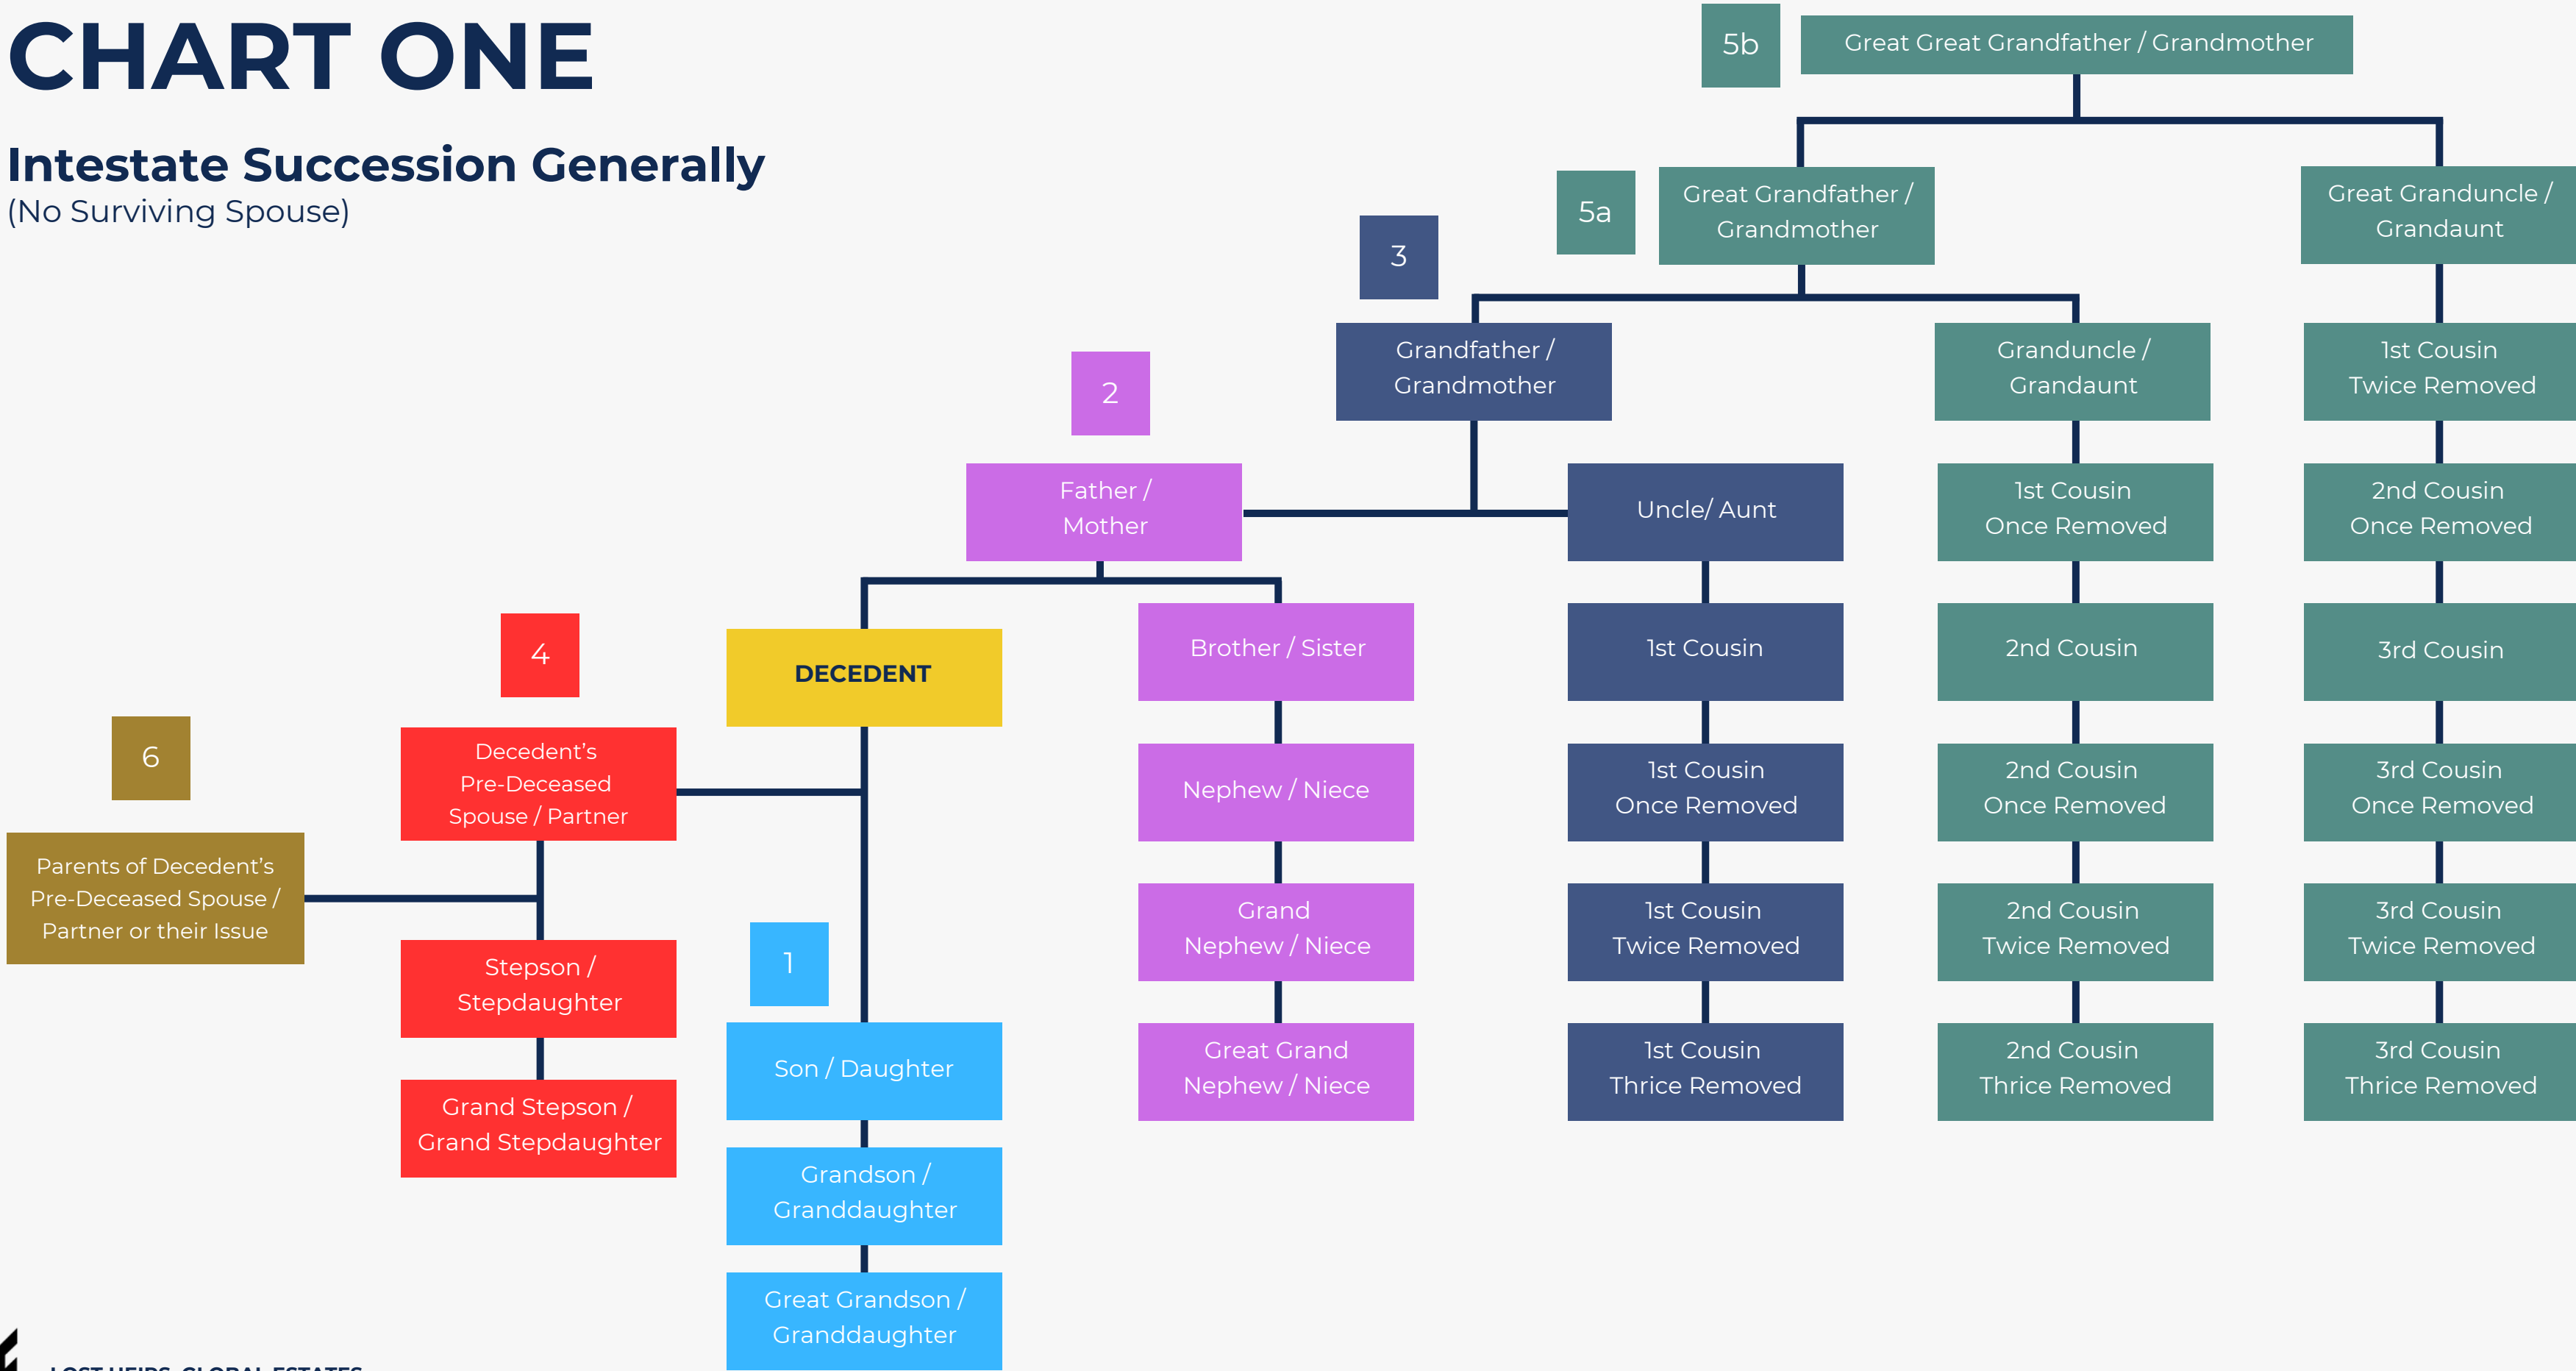 CHART ONE
Intestate Succession Generally
(No Surviving Spouse)
5b
Great Great Grandfather / Grandmother
5a
Great Grandfather /
Grandmother
Great Granduncle /
Grandaunt
3
Grandfather /
Grandmother
Granduncle /
Grandaunt
1st Cousin
Twice Removed
2
Father /
Mother
Uncle/ Aunt
1st Cousin
Once Removed
2nd Cousin
Once Removed
4
DECEDENT
Brother / Sister
1st Cousin
2nd Cousin
3rd Cousin
6
Decedent’s
Pre-Deceased
Spouse / Partner
Nephew / Niece
1st Cousin
Once Removed
2nd Cousin
Once Removed
3rd Cousin
Once Removed
Parents of Decedent’s
Pre-Deceased Spouse /
Partner or their Issue
Grand
Nephew / Niece
1st Cousin
Twice Removed
2nd Cousin
Twice Removed
3rd Cousin
Twice Removed
Stepson /
Stepdaughter
1
Son / Daughter
Great Grand
Nephew / Niece
1st Cousin
Thrice Removed
2nd Cousin
Thrice Removed
3rd Cousin
Thrice Removed
Grand Stepson /
Grand Stepdaughter
Grandson /
Granddaughter
Great Grandson /
Granddaughter
LOST HEIRS. GLOBAL ESTATES.